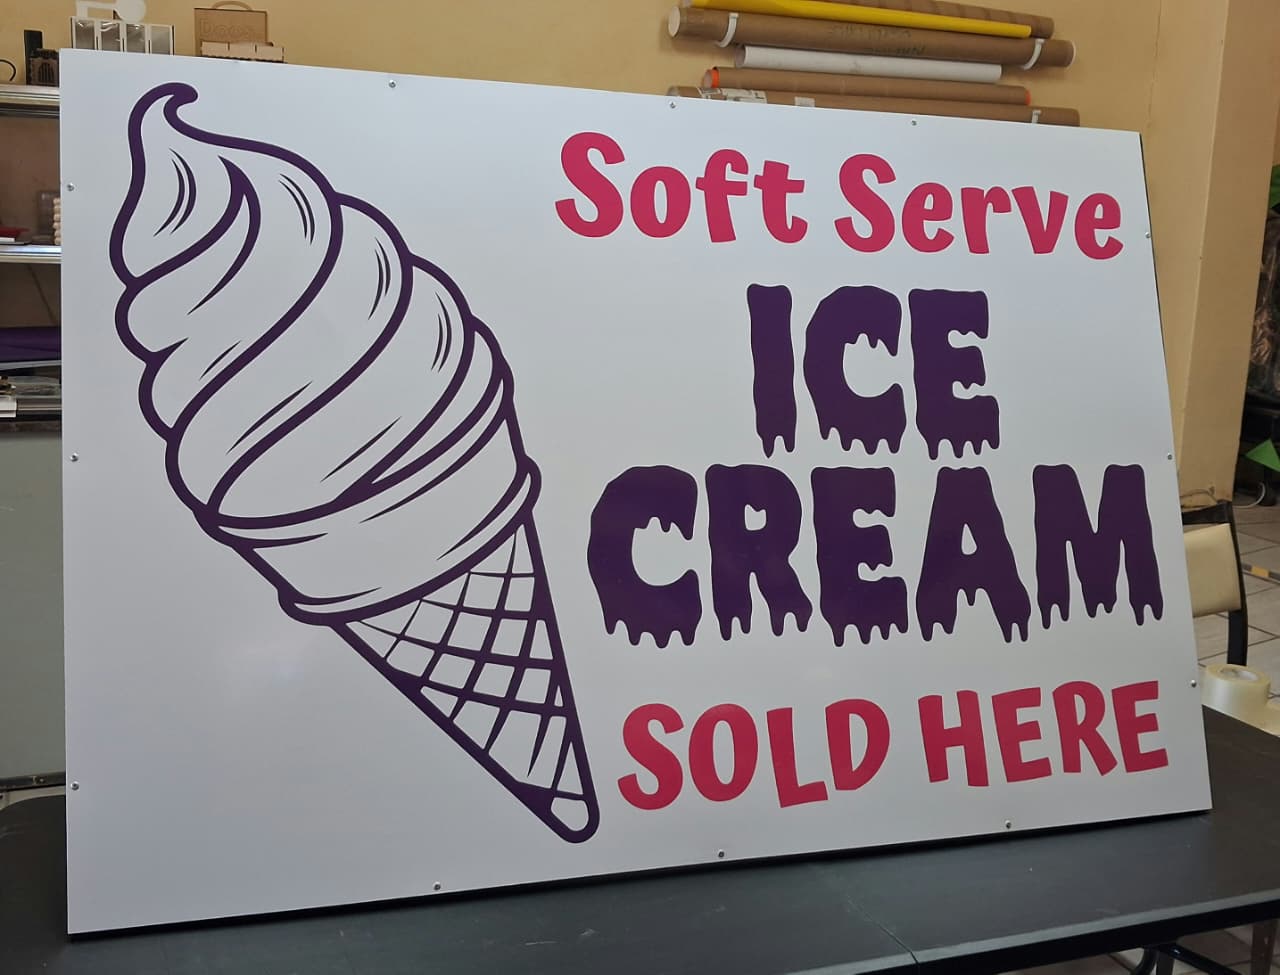 Soft Serve
ICE
CREAM
SOLD HERE